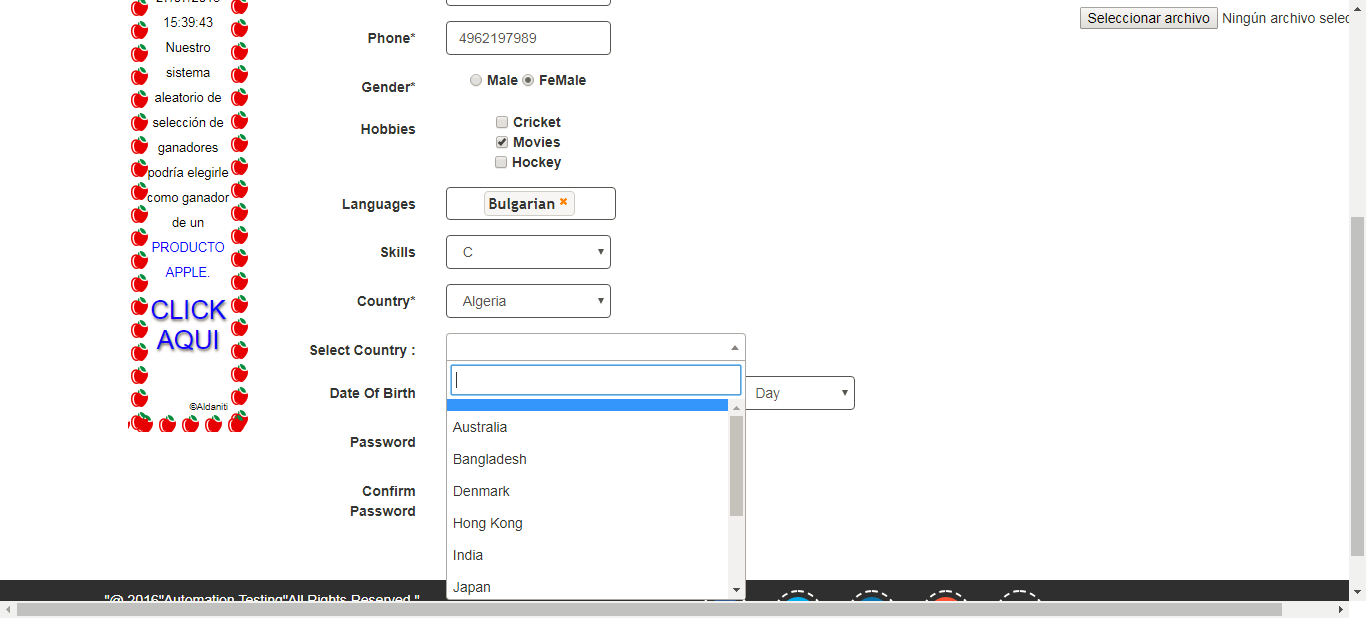 15:39:43
Nuestro
sistema
aleatorio de
selección de
ganadores
podría elegirle
como ganador
de un
PRODUCTO
APPLE.
CLICK
AQUI
©Aldaniti
Seleccionar archivo Ningún archivo selec
Phone* 4962197989
Gender* Male FeMale
Hobbies Cricket
Movies
Hockey
Languages Bulgarian
Skills C
Country* Algeria
Select Country :
Date Of Birth Day
Password
Confirm
Password
Australia
Bangladesh
Denmark
Hong Kong
India
Japan
"@ 2016"Automation Testing"All Rights Reserved."